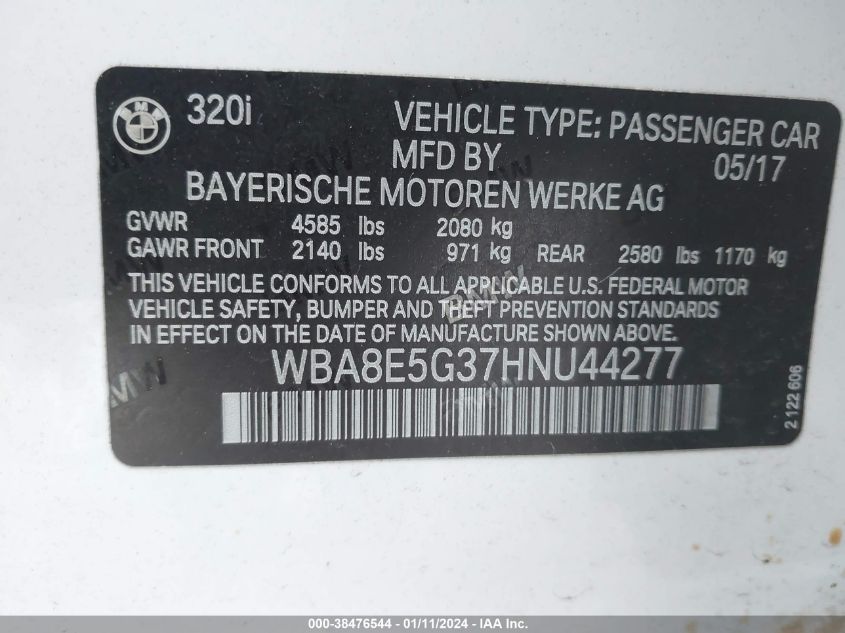 BMW 320i VEHICLE TYPE: PASSENGER CAR
MFD BY 05/17
BAYERISCHE MOTOREN WERKE AG
GVWR 4585 lbs 2080 kg
GAWR FRONT 2140 lbs 971 kg REAR 2580 lbs 1170 kg
THIS VEHICLE CONFORMS TO ALL APPLICABLE U.S. FEDERAL MOTOR
VEHICLE SAFETY, BUMPER AND THEFT PREVENTION STANDARDS
IN EFFECT ON THE DATE OF MANUFACTURE SHOWN ABOVE.
WBA8E5G37HNU44277
2 122 606
000-38476544 - 01/11/2024 - IAA Inc.